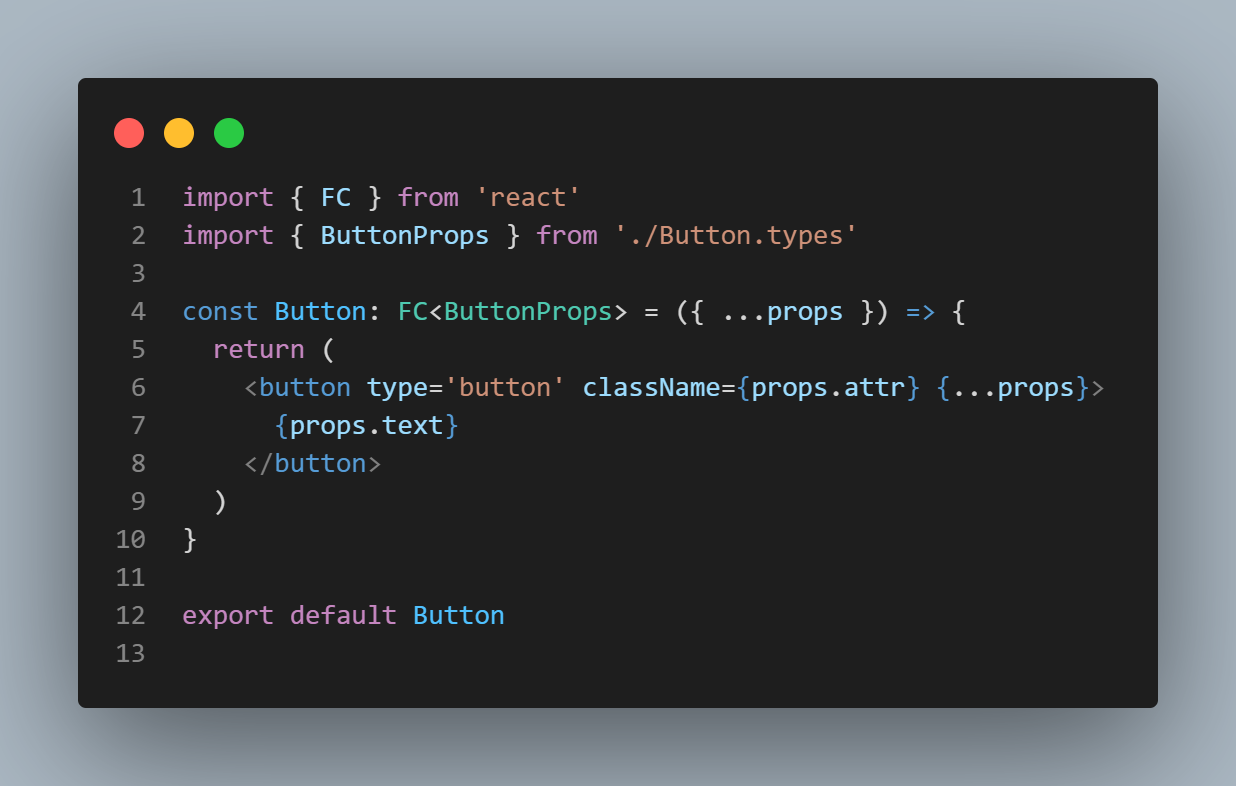 1 import { FC } from 'react'
2 import { ButtonProps } from './Button.types'
3
4 const Button: FC<ButtonProps> = ({ ...props }) => {
5   return (
6     <button type='button' className={props.attr} {...props}>
7       {props.text}
8     </button>
9   )
10 }
11
12 export default Button
13